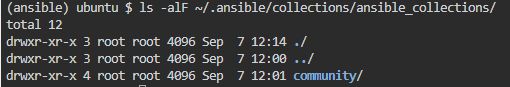 (ansible) ubuntu $ ls -alF ~/.ansible/collections/ansible_collections/
total 12
drwxr-xr-x 3 root root 4096 Sep  7 12:14 ./
drwxr-xr-x 3 root root 4096 Sep  7 12:00 ../
drwxr-xr-x 4 root root 4096 Sep  7 12:01 community/